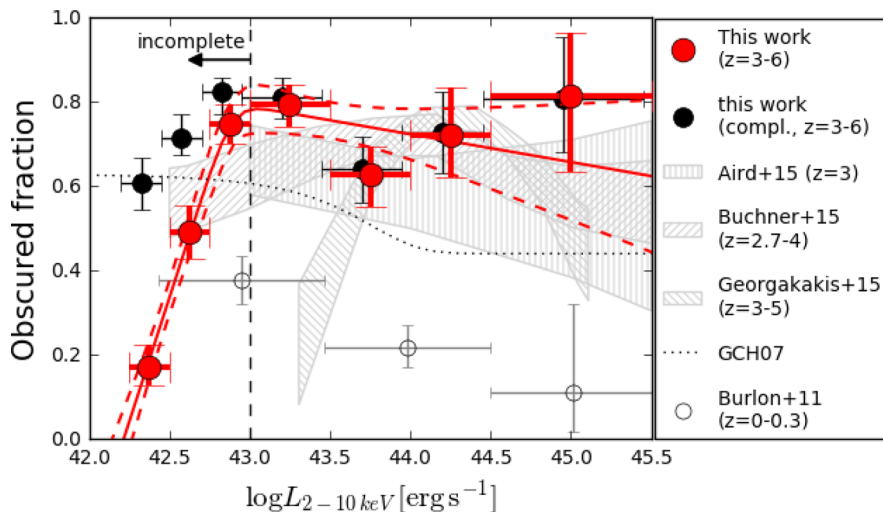 incomplete
Obscured fraction
1.0
0.8
0.6
0.4
0.2
0.0
42.0 42.5 43.0 43.5 44.0 44.5 45.0 45.5
logL2−10 keV[erg s−1]
This work
(z=3-6)
this work
(compl., z=3-6)
Aird+15 (z=3)
Buchner+15
(z=2.7-4)
Georgakakis+15
(z=3-5)
GCH07
Burlon+11
(z=0-0.3)